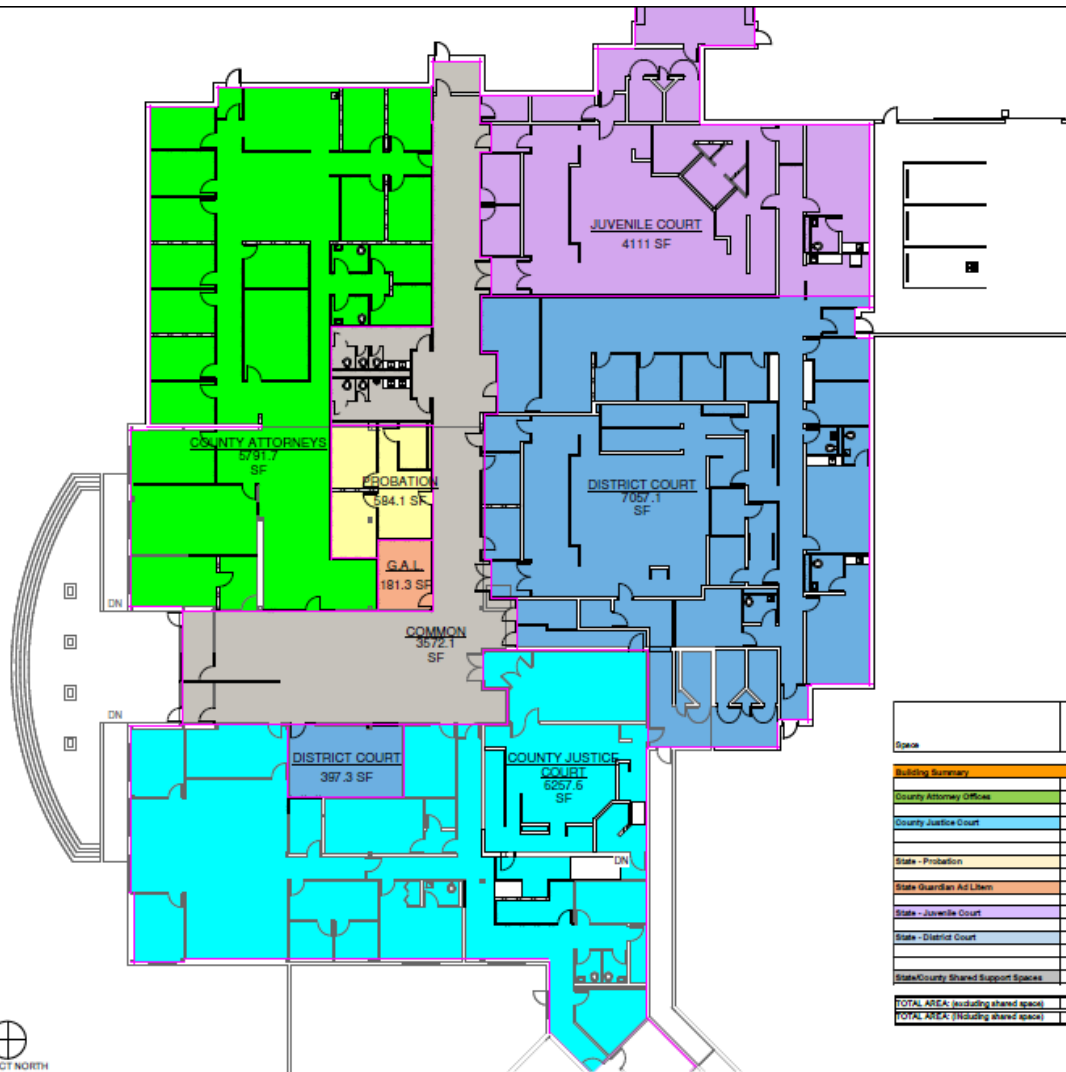 JUVENILE COURT
4111 SF
COUNTY ATTORNEYS
5791.7
SF
PROBATION
584.1 SF
DISTRICT COURT
7057.1
SF
G.A.L.
181.3 SF
DN
COMMON
3572.1
SF
DN
DISTRICT COURT
397.3 SF
COUNTY JUSTICE
COURT
6257.6
SF
DN
Space
Building Summary
County Attorney Offices
County Justice Court
State - Probation
State Guardian Ad Litem
State - Juvenile Court
State - District Court
State/County Shared Support Spaces
TOTAL AREA: (excluding shared space)
TOTAL AREA: (including shared space)
CT NORTH